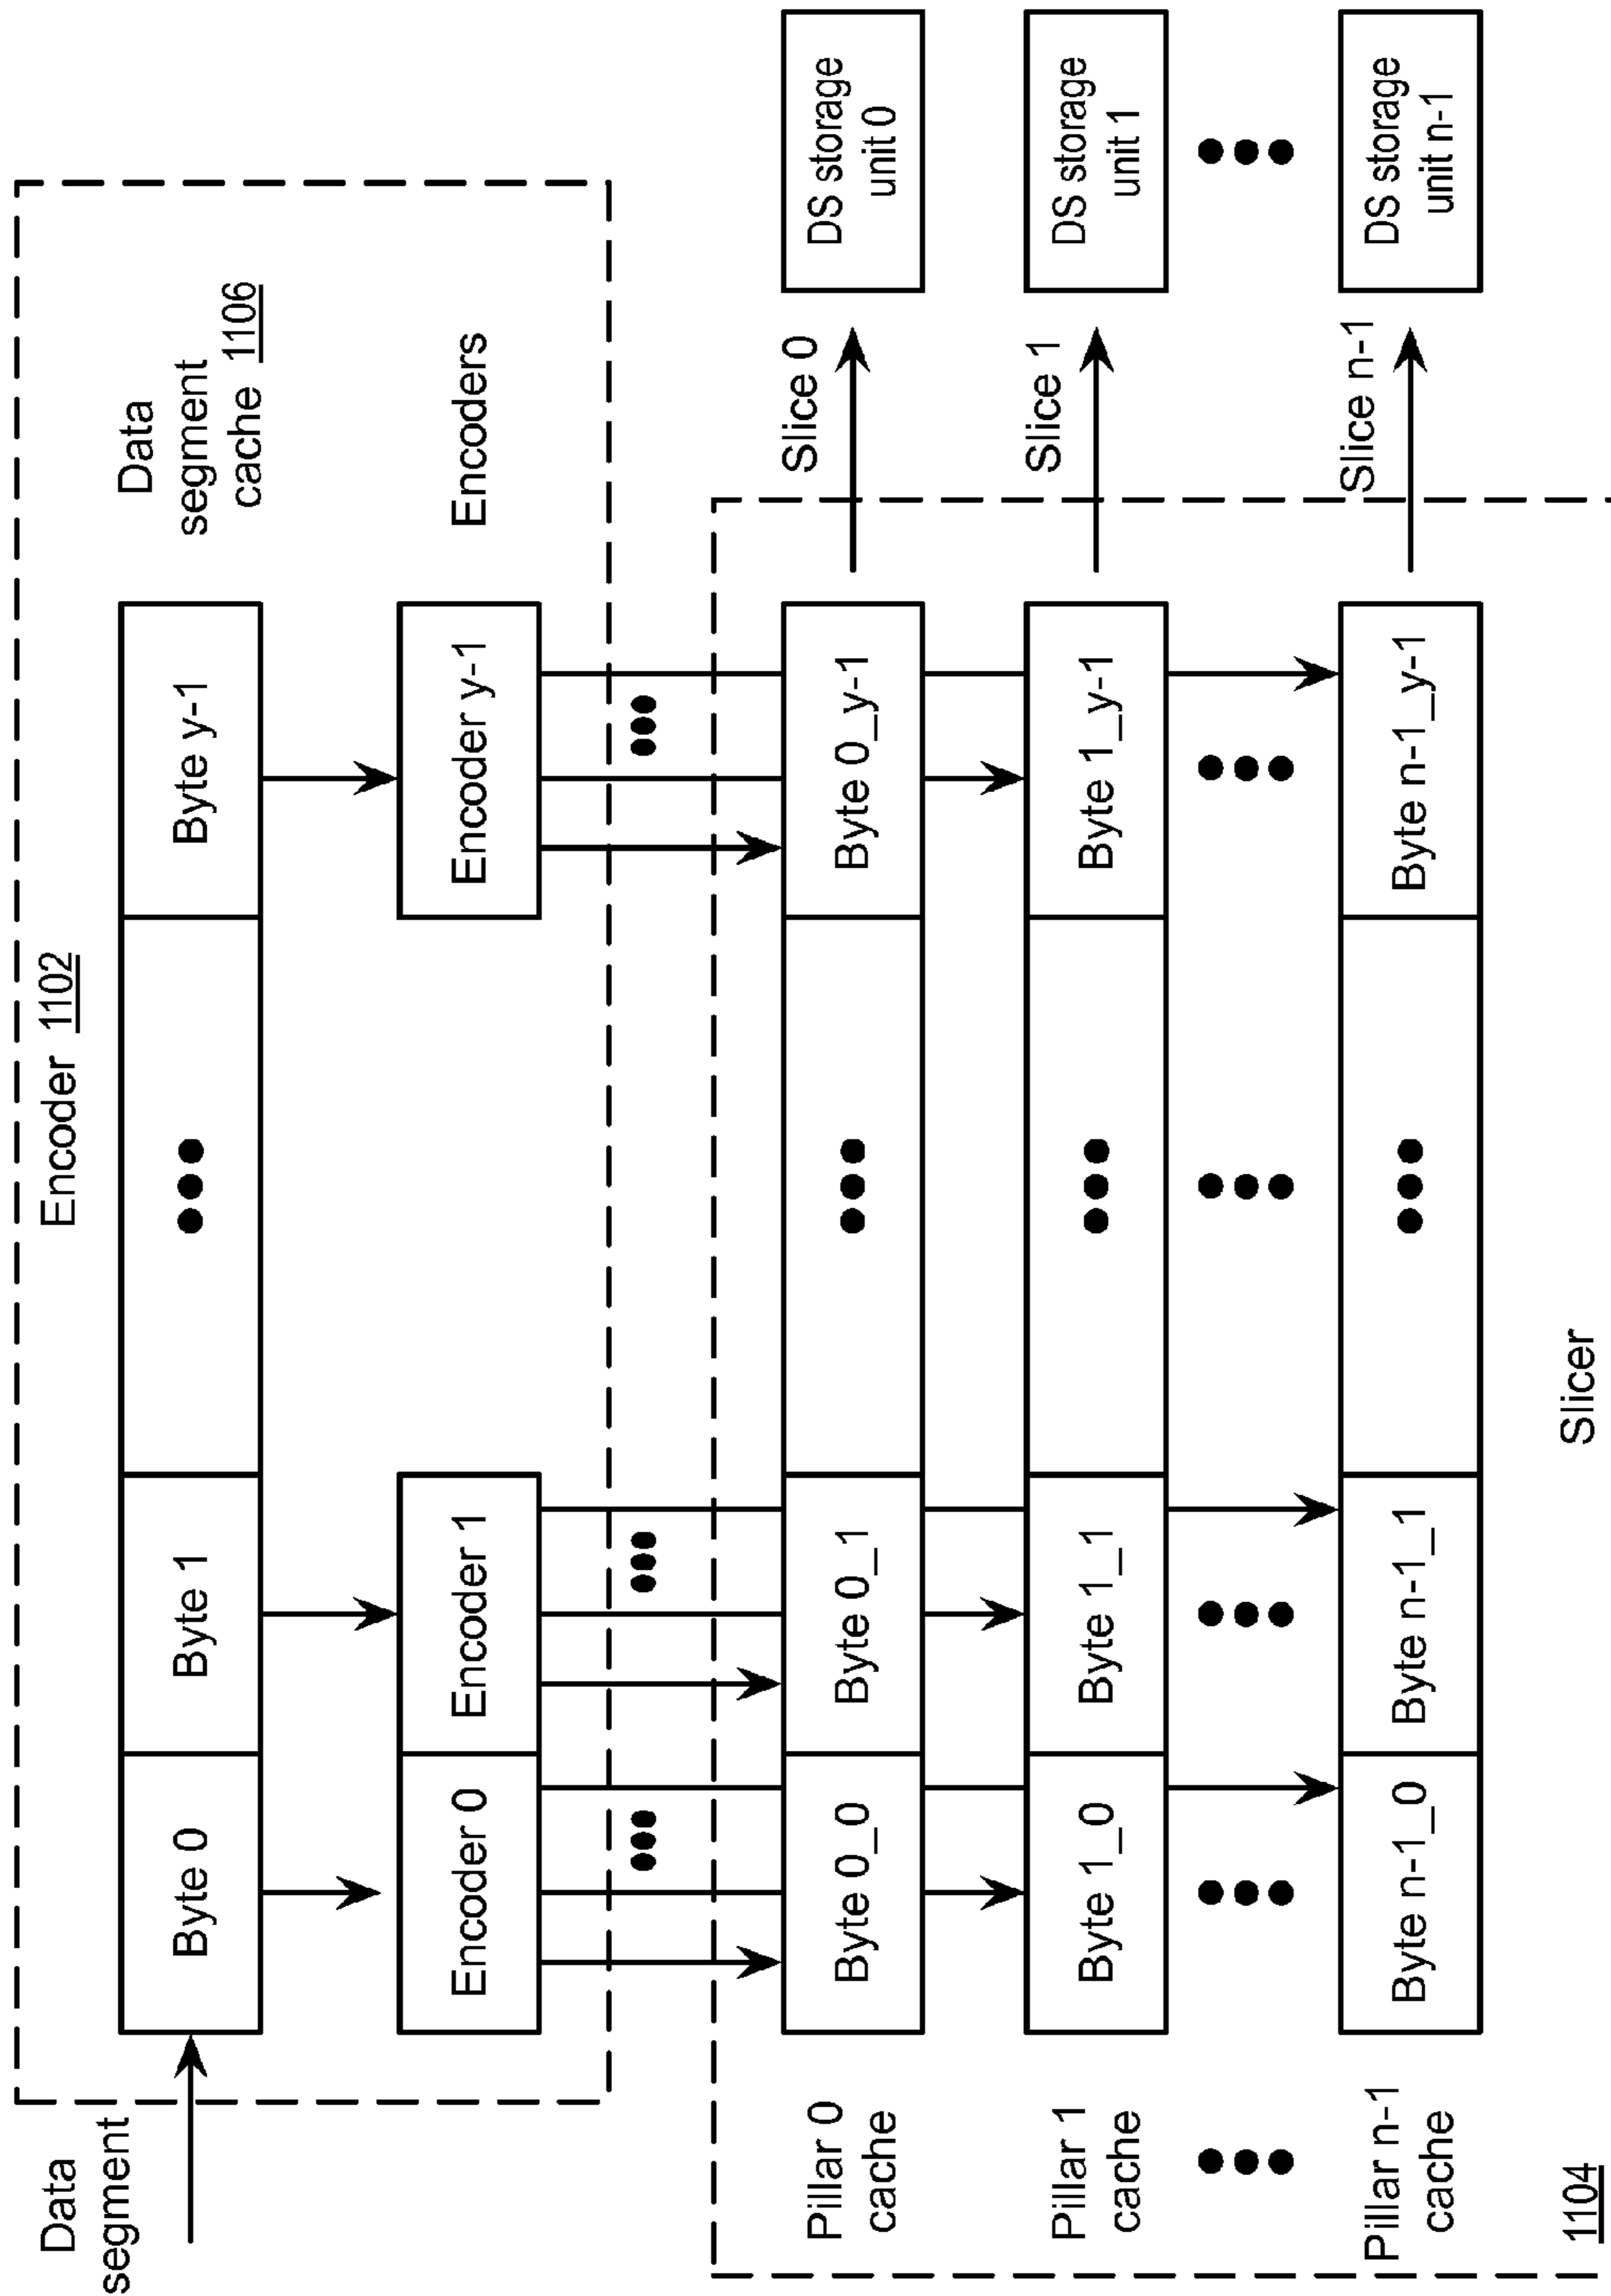 Encoder 1102
Data
segment
Byte 0
Byte 1
Byte y-1
Data
segment
cache 1106
Encoder 0
Encoder 1
Encoder y-1
Encoders
Pillar 0
cache
Byte 0_0
Byte 0_1
Byte 0_y-1
Slice 0
DS storage
unit 0
Pillar 1
cache
Byte 1_0
Byte 1_1
Byte 1_y-1
Slice 1
DS storage
unit 1
Pillar n-1
cache
Byte n-1_0
Byte n-1_1
Byte n-1_y-1
Slice n-1
DS storage
unit n-1
1104
Slicer